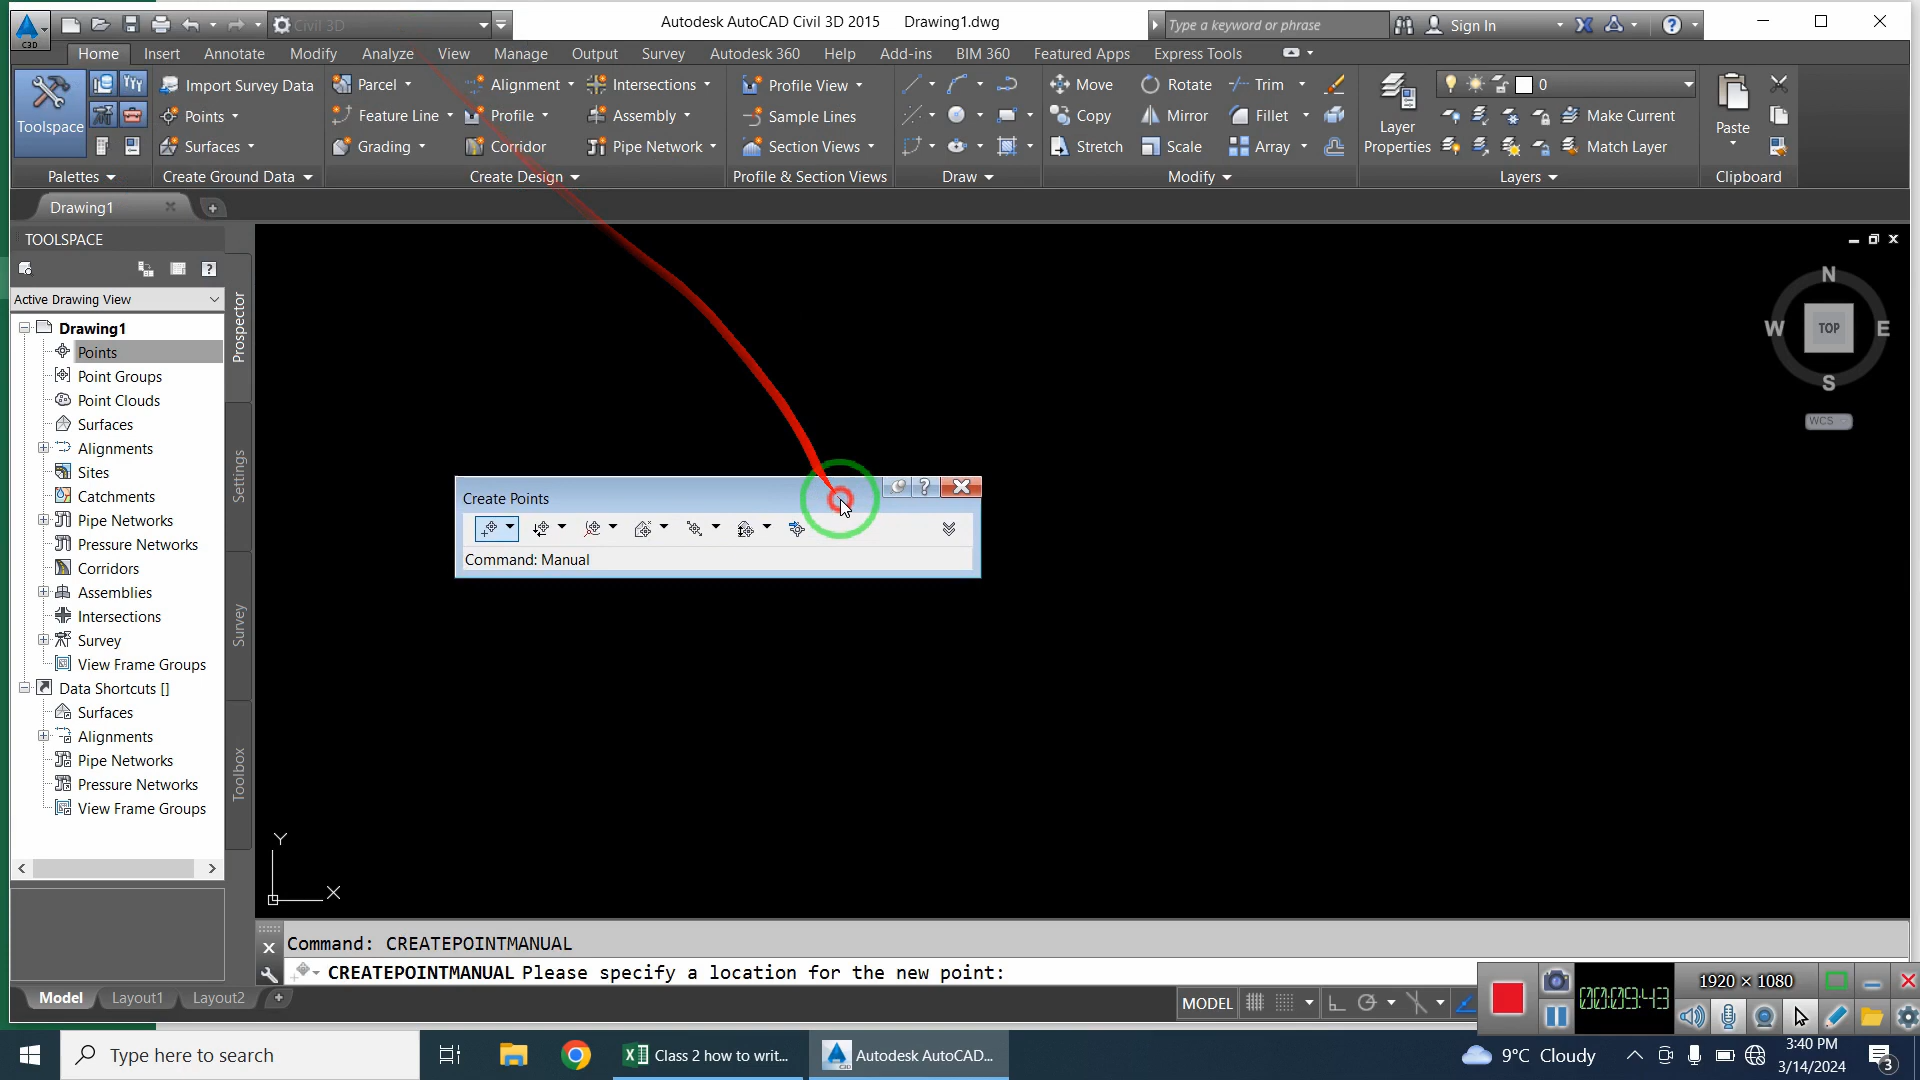 Civil 3D
Autodesk AutoCAD Civil 3D 2015 Drawing1.dwg
Type a keyword or phrase
Sign In
C3D
Home Insert Annotate Modify Analyze View Manage Output Survey Autodesk 360 Help Add-ins BIM 360 Featured Apps Express Tools
Toolspace
Import Survey Data
Points
Surfaces
Parcel
Feature Line
Grading
Alignment
Profile
Corridor
Intersections
Assembly
Pipe Network
Profile View
Sample Lines
Section Views
Move
Copy
Stretch
Rotate
Mirror
Scale
Trim
Fillet
Array
Layer
Properties
0
Make Current
Match Layer
Paste
Palettes
Create Ground Data
Create Design
Profile & Section Views
Draw
Modify
Layers
Clipboard
Drawing1
TOOLSPACE
Active Drawing View
Drawing1
Points
Point Groups
Point Clouds
Surfaces
Alignments
Sites
Catchments
Pipe Networks
Pressure Networks
Corridors
Assemblies
Intersections
Survey
View Frame Groups
Data Shortcuts []
Surfaces
Alignments
Pipe Networks
Pressure Networks
View Frame Groups
Prospector
Settings
Survey
Toolbox
N
W
TOP
E
S
WCS
Create Points
Command: Manual
Y
X
Command: CREATEPOINTMANUAL
CREATEPOINTMANUAL Please specify a location for the new point:
Model Layout1 Layout2
MODEL
1920 × 1080
00:09:43
Type here to search
Class 2 how to writ...
Autodesk AutoCAD...
9°C Cloudy
3:40 PM
3/14/2024
3